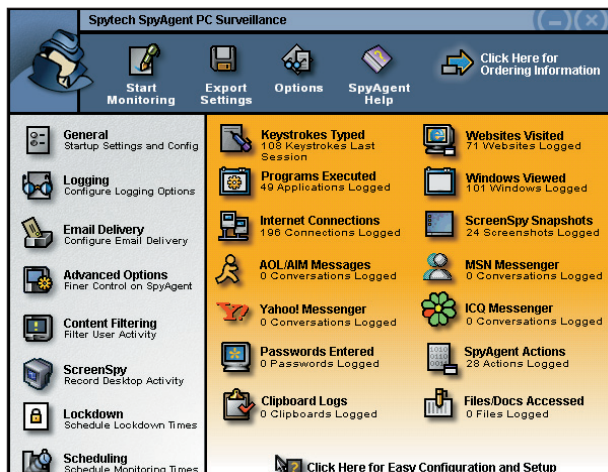 Spytech SpyAgent PC Surveillance
Start
Monitoring
Export
Settings
Options
SpyAgent
Help
Click Here for
Ordering Information
General
Startup Settings and Config
Logging
Configure Logging Options
Email Delivery
Configure Email Delivery
Advanced Options
Finer Control on SpyAgent
Content Filtering
Filter User Activity
ScreenSpy
Record Desktop Activity
Lockdown
Schedule Lockdown Times
Scheduling
Schedule Monitoring Times
Keystrokes Typed
108 Keystrokes Last
Session
Websites Visited
71 Websites Logged
Programs Executed
49 Applications Logged
Windows Viewed
101 Windows Logged
Internet Connections
196 Connections Logged
ScreenSpy Snapshots
24 Screenshots Logged
AOL/AIM Messages
0 Conversations Logged
MSN Messenger
0 Conversations Logged
Yahoo! Messenger
0 Conversations Logged
ICQ Messenger
0 Conversations Logged
Passwords Entered
0 Passwords Logged
SpyAgent Actions
28 Actions Logged
Clipboard Logs
0 Clipboards Logged
Files/Docs Accessed
0 Files Logged
Click Here for Easy Configuration and Setup